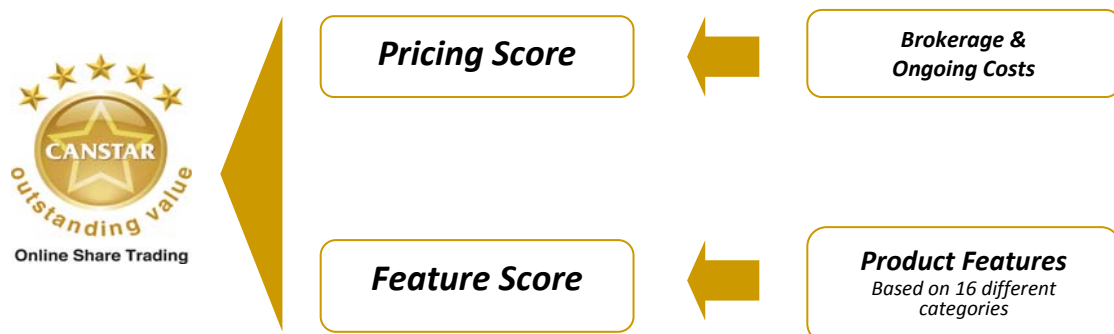 CANSTAR
outstanding value
Online Share Trading
Pricing Score
Brokerage &
Ongoing Costs
Feature Score
Product Features
Based on 16 different
categories